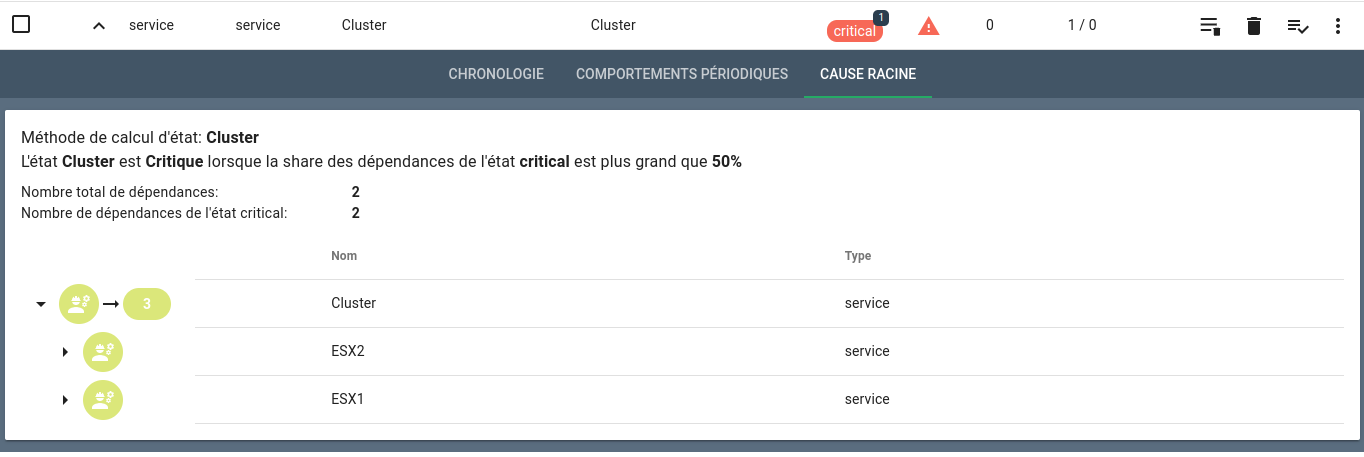 service service Cluster Cluster critical 1 0 1 / 0
CHRONOLOGIE COMPORTEMENTS PÉRIODIQUES CAUSE RACINE
Méthode de calcul d'état: Cluster
L'état Cluster est Critique lorsque la share des dépendances de l'état critical est plus grand que 50%
Nombre total de dépendances: 2
Nombre de dépendances de l'état critical: 2
Nom Type
3 Cluster service
ESX2 service
ESX1 service